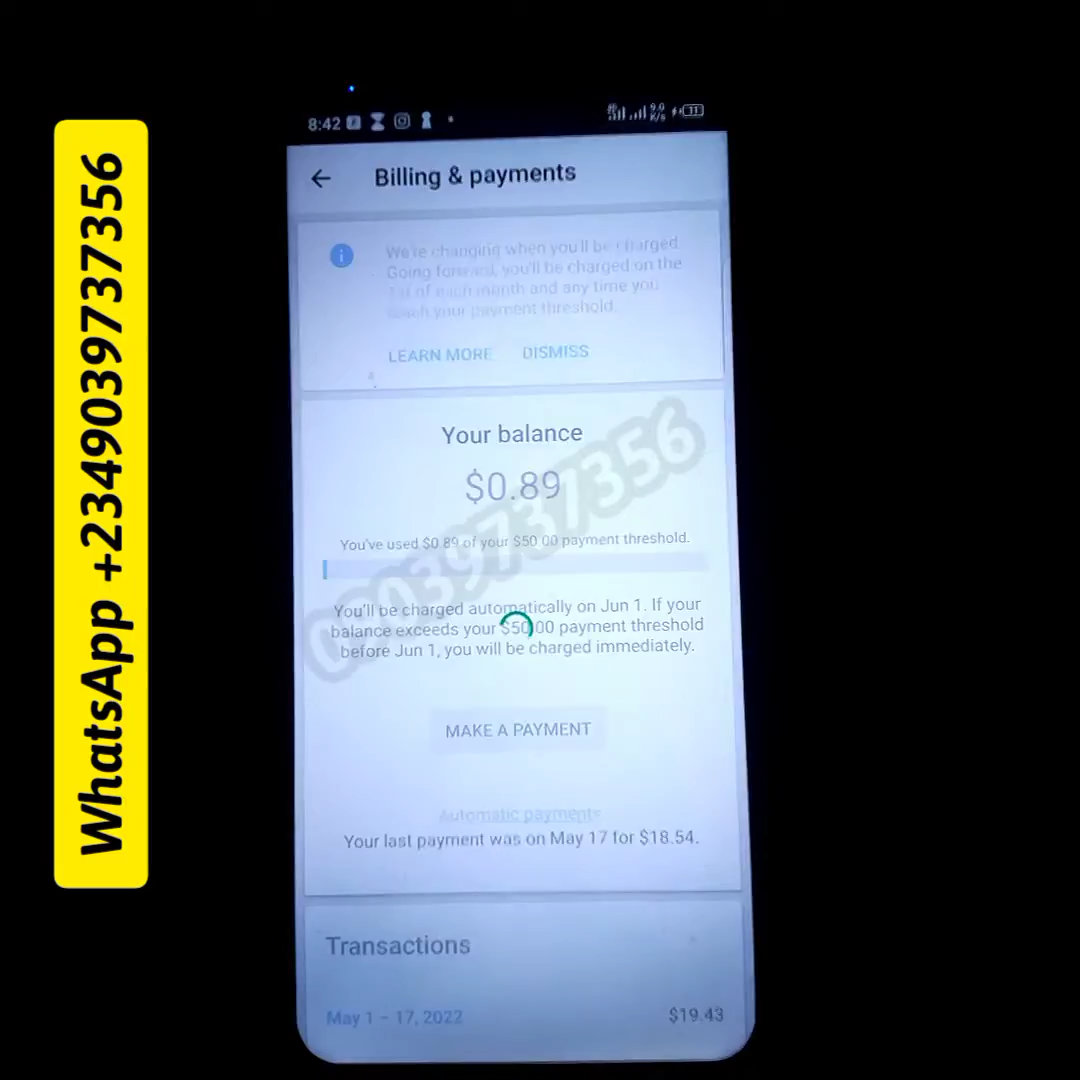 WhatsApp +2349039737356
8:42
9.0
K/s
11
Billing & payments
We're changing when you'll be charged.
Going forward, you'll be charged on the
1st of each month and any time you
reach your payment threshold.
LEARN MORE DISMISS
Your balance
$0.89
You've used $0.89 of your $50.00 payment threshold.
09039737356
You'll be charged automatically on Jun 1. If your
balance exceeds your $50.00 payment threshold
before Jun 1, you will be charged immediately.
MAKE A PAYMENT
Automatic payments
Your last payment was on May 17 for $18.54.
Transactions
May 1 – 17, 2022 $19.43